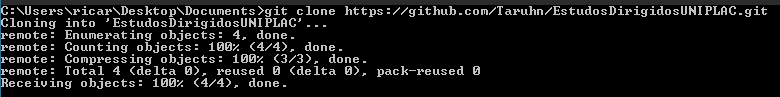 C:\Users\ricar\Desktop\Documents>git clone https://github.com/Taruhn/EstudosDirigidosUNIPLAC.git
Cloning into 'EstudosDirigidosUNIPLAC'...
remote: Enumerating objects: 4, done.
remote: Counting objects: 100% (4/4), done.
remote: Compressing objects: 100% (3/3), done.
remote: Total 4 (delta 0), reused 0 (delta 0), pack-reused 0
Receiving objects: 100% (4/4), done.